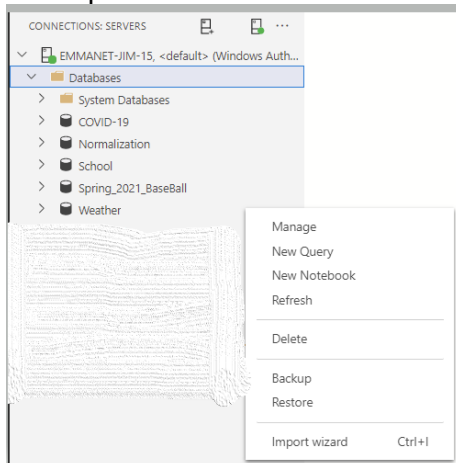 CONNECTIONS: SERVERS
EMMANET-JIM-15, <default> (Windows Auth...
Databases
System Databases
COVID-19
Normalization
School
Spring_2021_BaseBall
Weather
Manage
New Query
New Notebook
Refresh
Delete
Backup
Restore
Import wizard Ctrl+I